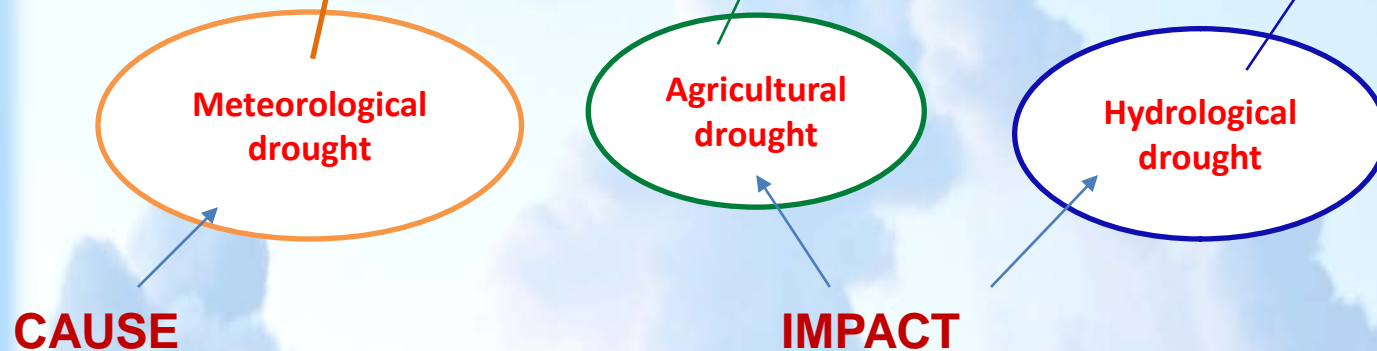 Meteorological
drought
Agricultural
drought
Hydrological
drought
CAUSE
IMPACT